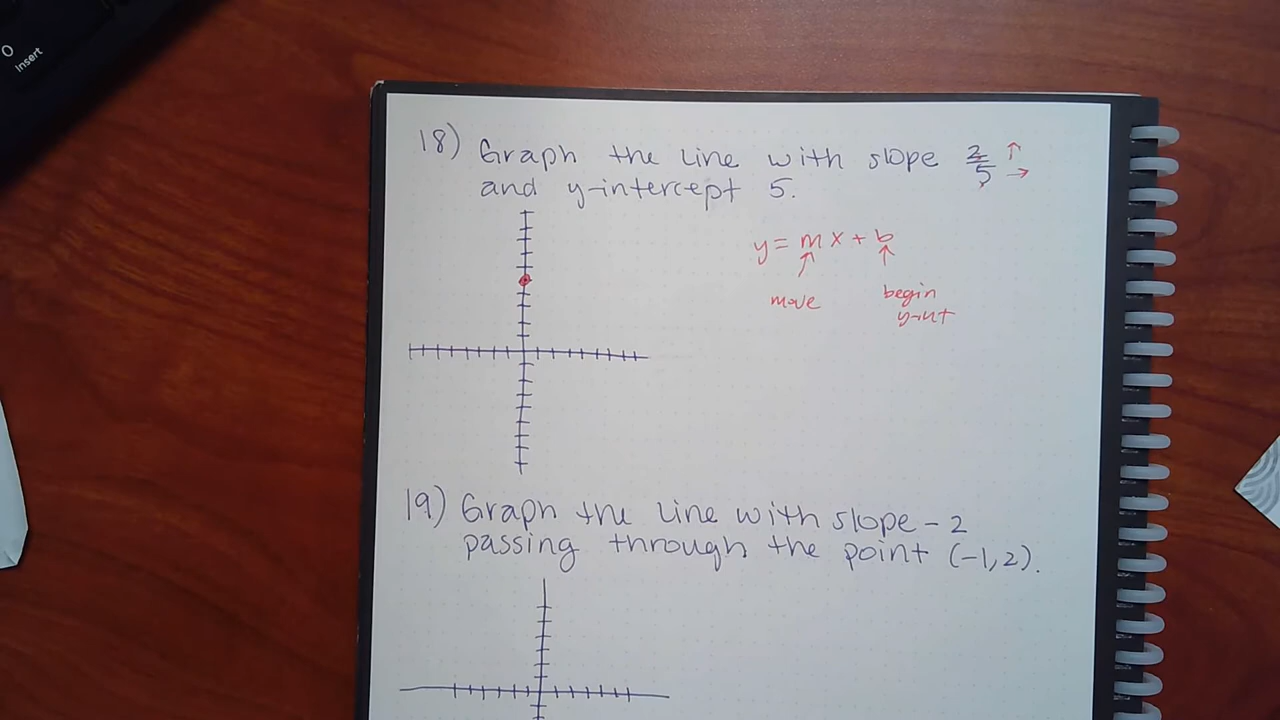 O
Insert
18) Graph the line with slope 2/5 ↑ →
and y-intercept 5.
y = mx + b
move
begin
y-int
19) Graph the line with slope -2
passing through the point (-1,2).